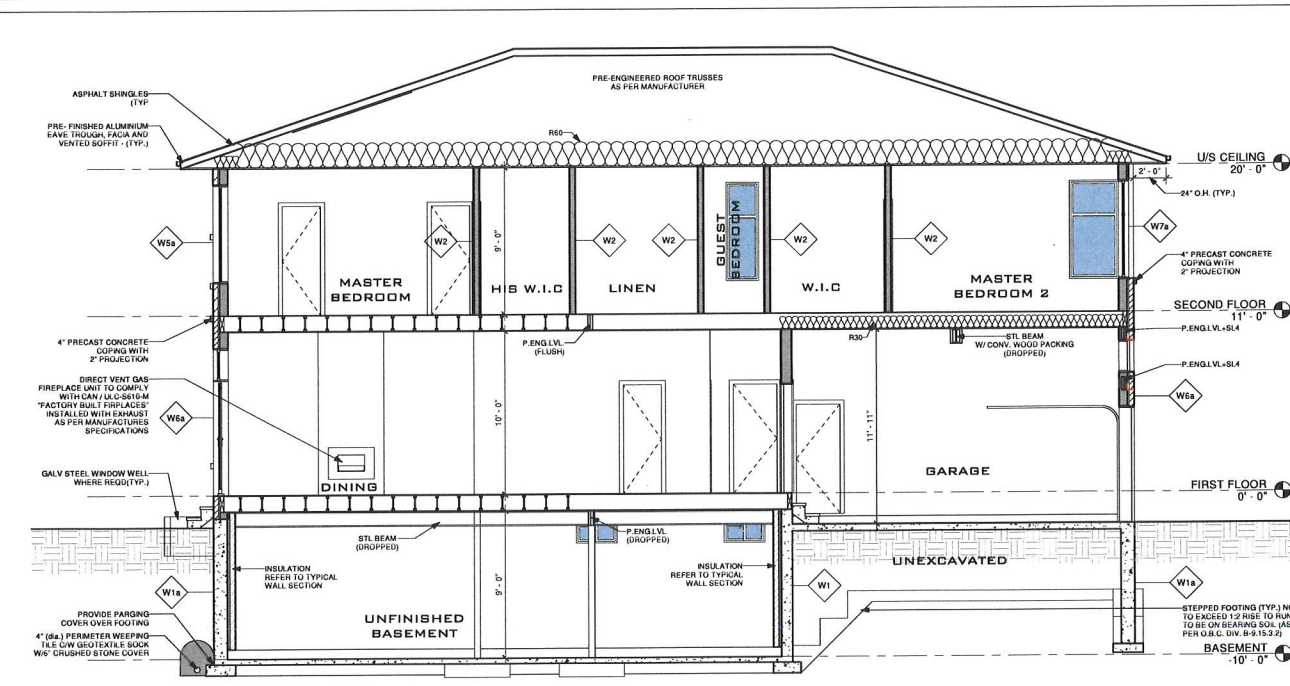 PRE-ENGINEERED ROOF TRUSSES
AS PER MANUFACTURER
ASPHALT SHINGLES
(TYP
PRE- FINISHED ALUMINIUM
EAVE TROUGH, FACIA AND
VENTED SOFFIT - (TYP.)
R60
U/S CEILING
20' - 0"
2' - 0"
24" O.H. (TYP.)
W5a
W2
W2
W2
W2
W2
W7a
9' - 0"
GUEST
BEDROOM
MASTER
BEDROOM
HIS W.I.C
LINEN
W.I.C
MASTER
BEDROOM 2
4" PRECAST CONCRETE
COPING WITH
2" PROJECTION
SECOND FLOOR
11' - 0"
4" PRECAST CONCRETE
COPING WITH
2" PROJECTION
P.ENG.LVL
(FLUSH)
R30
STL BEAM
W/ CONV. WOOD PACKING
(DROPPED)
P.ENG.LVL+SL4
P.ENG.LVL+SL4
DIRECT VENT GAS
FIREPLACE UNIT TO COMPLY
WITH CAN / ULC-S610-M
"FACTORY BUILT FIRPLACES"
INSTALLED WITH EXHAUST
AS PER MANUFACTURES
SPECIFICATIONS
W6a
W6a
10' - 0"
11' - 11"
GARAGE
DINING
GALV STEEL WINDOW WELL
WHERE REQD(TYP.)
FIRST FLOOR
0' - 0"
STL BEAM
(DROPPED)
P.ENG.LVL.
(DROPPED)
INSULATION
REFER TO TYPICAL
WALL SECTION
INSULATION
REFER TO TYPICAL
WALL SECTION
UNEXCAVATED
W1a
9' - 0"
W1
W1a
UNFINISHED
BASEMENT
PROVIDE PARGING
COVER OVER FOOTING
4" (dia.) PERIMETER WEEPING
TILE C/W GEOTEXTILE SOCK
W/6" CRUSHED STONE COVER
STEPPED FOOTING (TYP.) N
TO EXCEED 1:2 RISE TO RUN
TO BE ON BEARING SOIL (AS
PER O.B.C. DIV. B-9.15.3.2)
BASEMENT
-10' - 0"